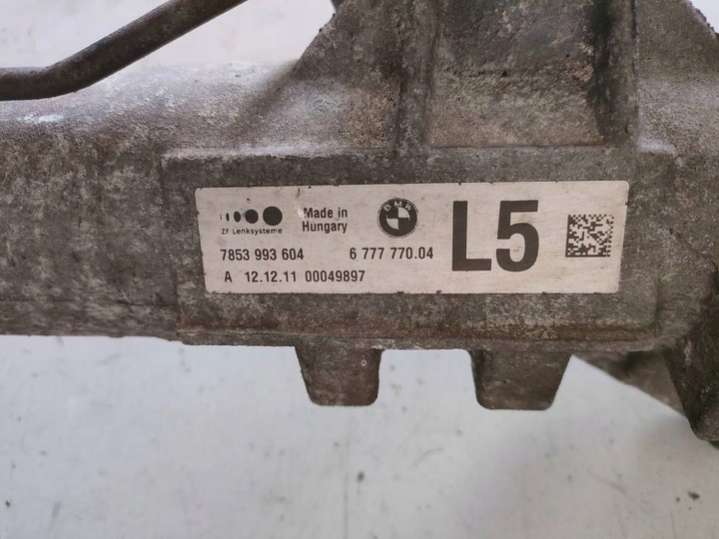 ZF Lenksysteme
Made in
Hungary
BMW
L5
7853 993 604 6 777 770.04
A 12.12.11 00049897